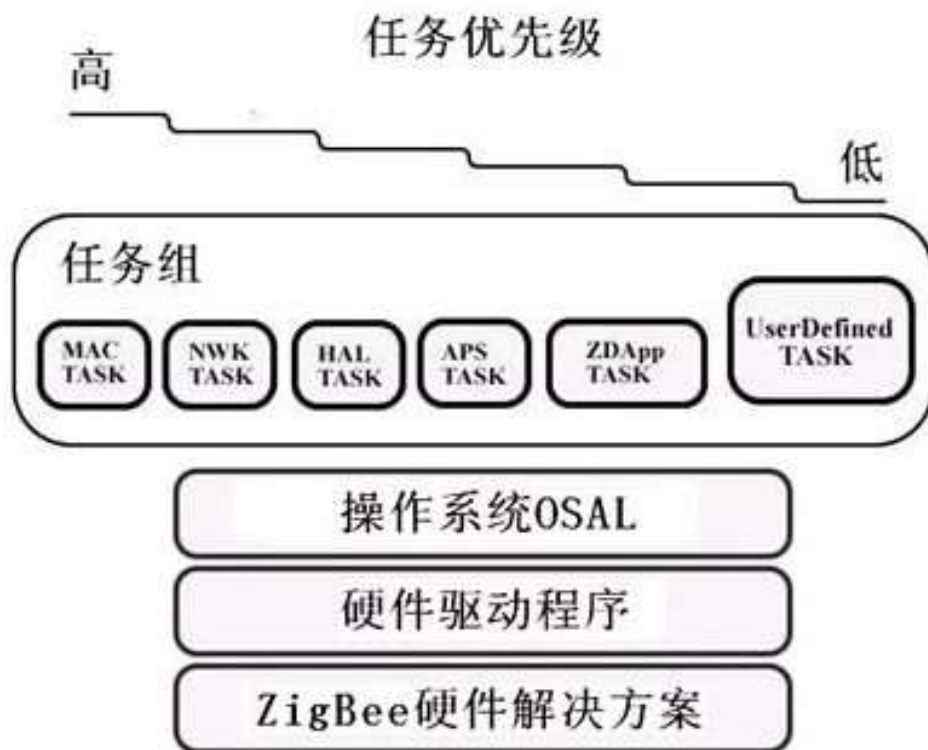 任务优先级
高
低
任务组
MAC
TASK
NWK
TASK
HAL
TASK
APS
TASK
ZDApp
TASK
UserDefined
TASK
操作系统OSAL
硬件驱动程序
ZigBee硬件解决方案